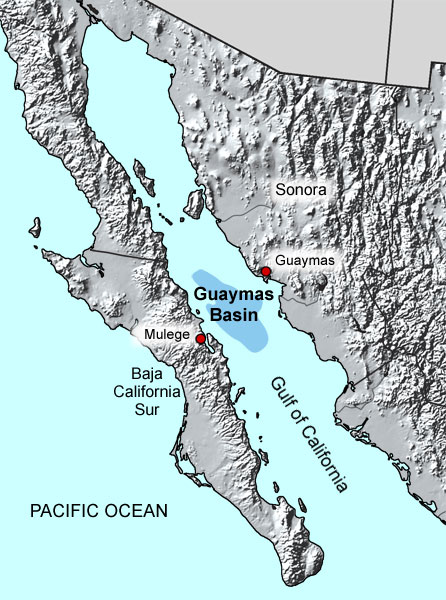 Sonora
Guaymas
Guaymas
Basin
Mulege
Baja
California
Sur
Gulf of California
PACIFIC OCEAN